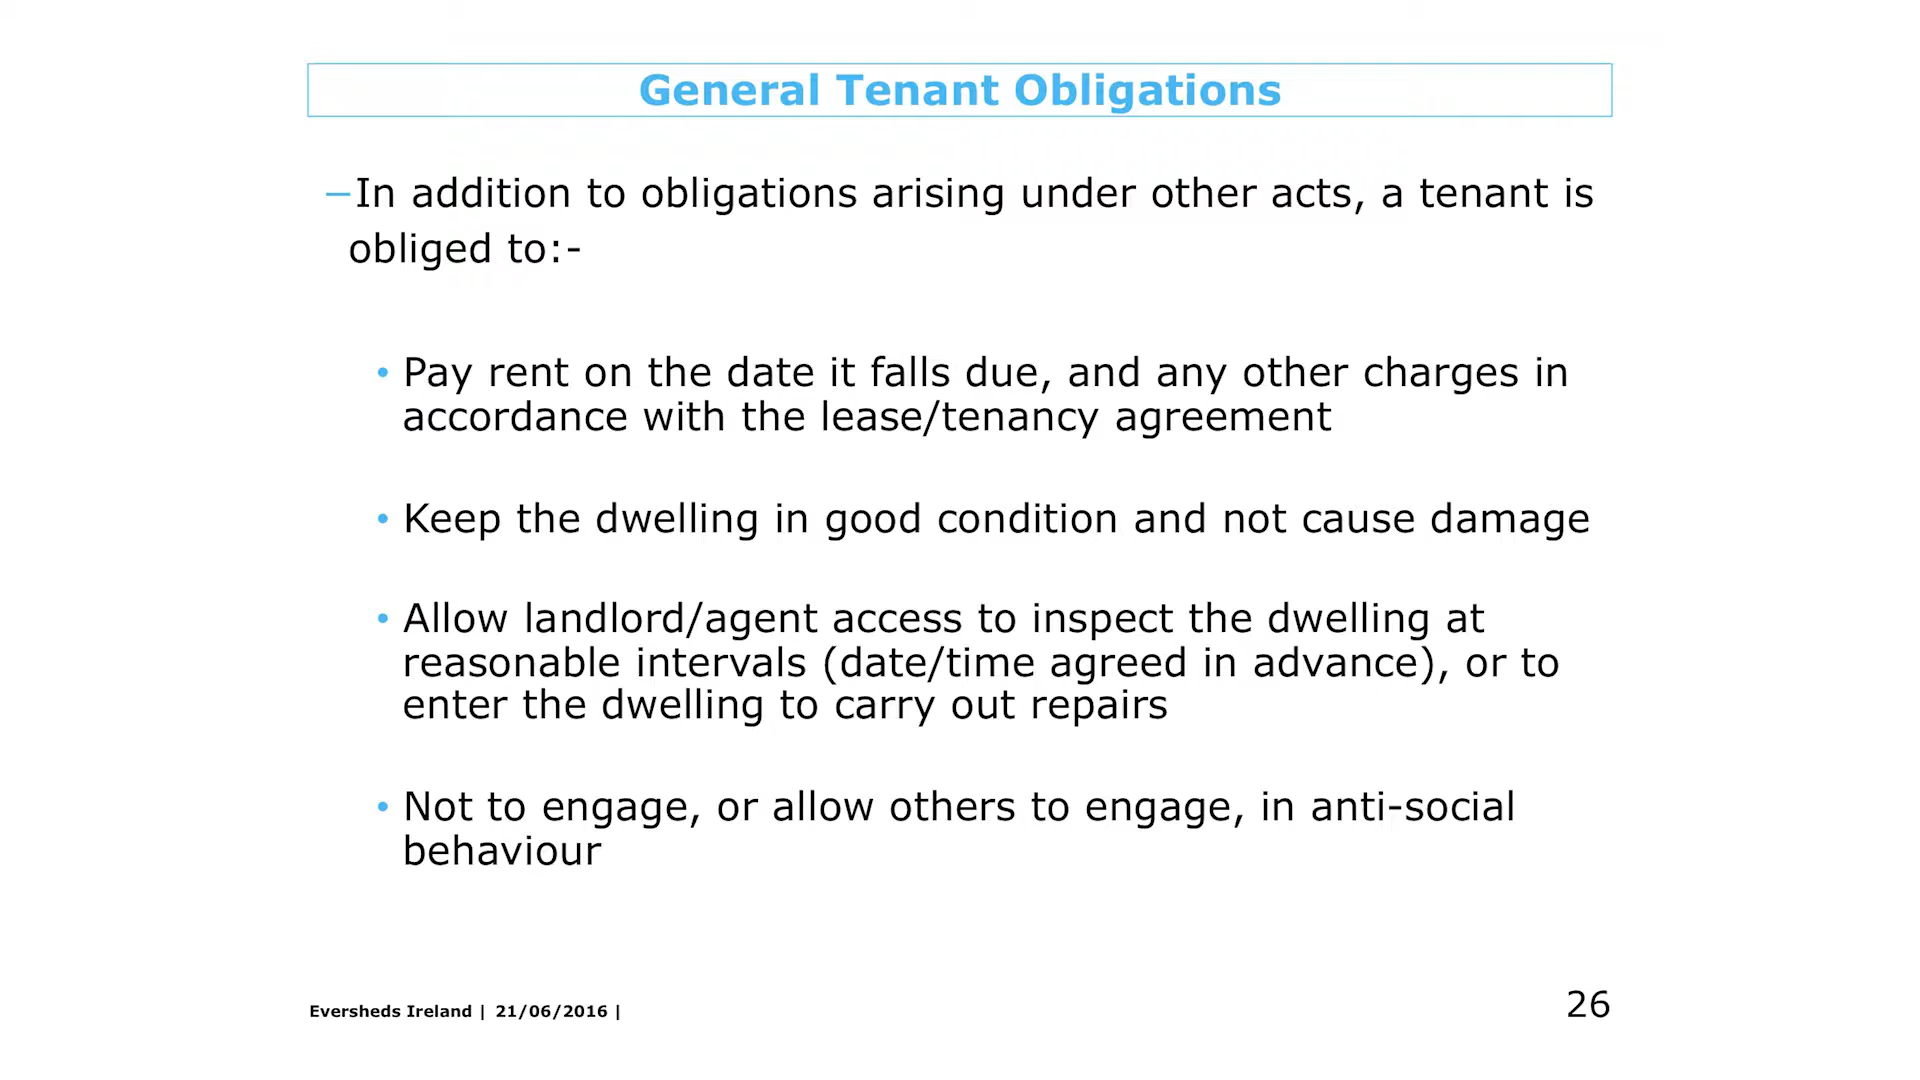 General Tenant Obligations
–In addition to obligations arising under other acts, a tenant is
obliged to:-
• Pay rent on the date it falls due, and any other charges in
accordance with the lease/tenancy agreement
• Keep the dwelling in good condition and not cause damage
• Allow landlord/agent access to inspect the dwelling at
reasonable intervals (date/time agreed in advance), or to
enter the dwelling to carry out repairs
• Not to engage, or allow others to engage, in anti-social
behaviour
Eversheds Ireland | 21/06/2016 |
26